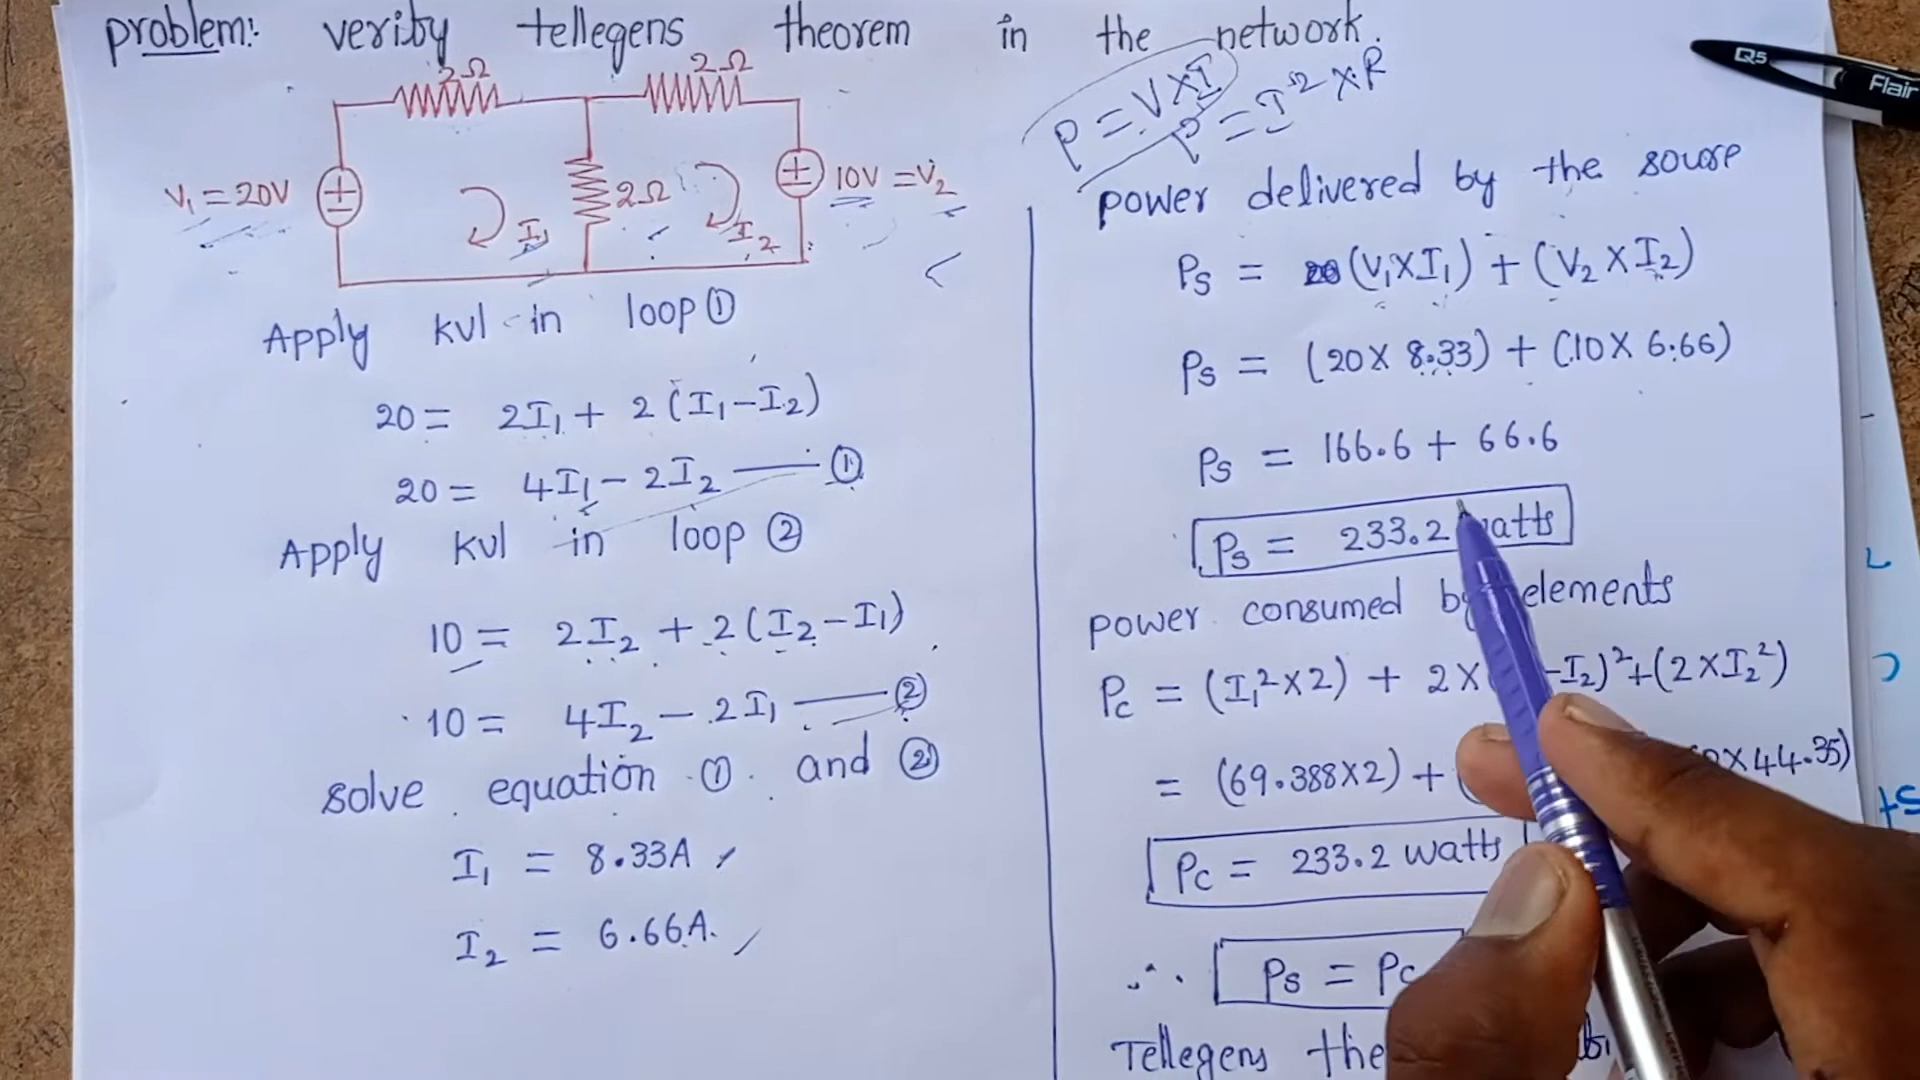 problem:- veriby tellegens theorem in the network.
2Ω 2Ω
V₁ = 20V 2Ω 10V = V₂
I₁ I₂
Apply kvl in loop ①
20 = 2I₁ + 2(I₁-I₂)
20 = 4I₁ - 2I₂ —— ①
Apply kvl in loop ②
10 = 2I₂ + 2(I₂-I₁)
10 = 4I₂ - 2I₁ —— ②
solve equation ① and ②
I₁ = 8.33A
I₂ = 6.66A.
P = V×I
P = I² × R
power delivered by the sourse
Ps = (V₁×I₁) + (V₂×I₂)
Ps = (20×8.33) + (10×6.66)
Ps = 166.6 + 66.6
Ps = 233.2 watts
power consumed by elements
Pc = (I₁²×2) + 2× -I₂)²+(2×I₂²)
= (69.388×2) + ×44.35)
Pc = 233.2 watts
∴ Ps = Pc
Tellegens
Q5
Flair